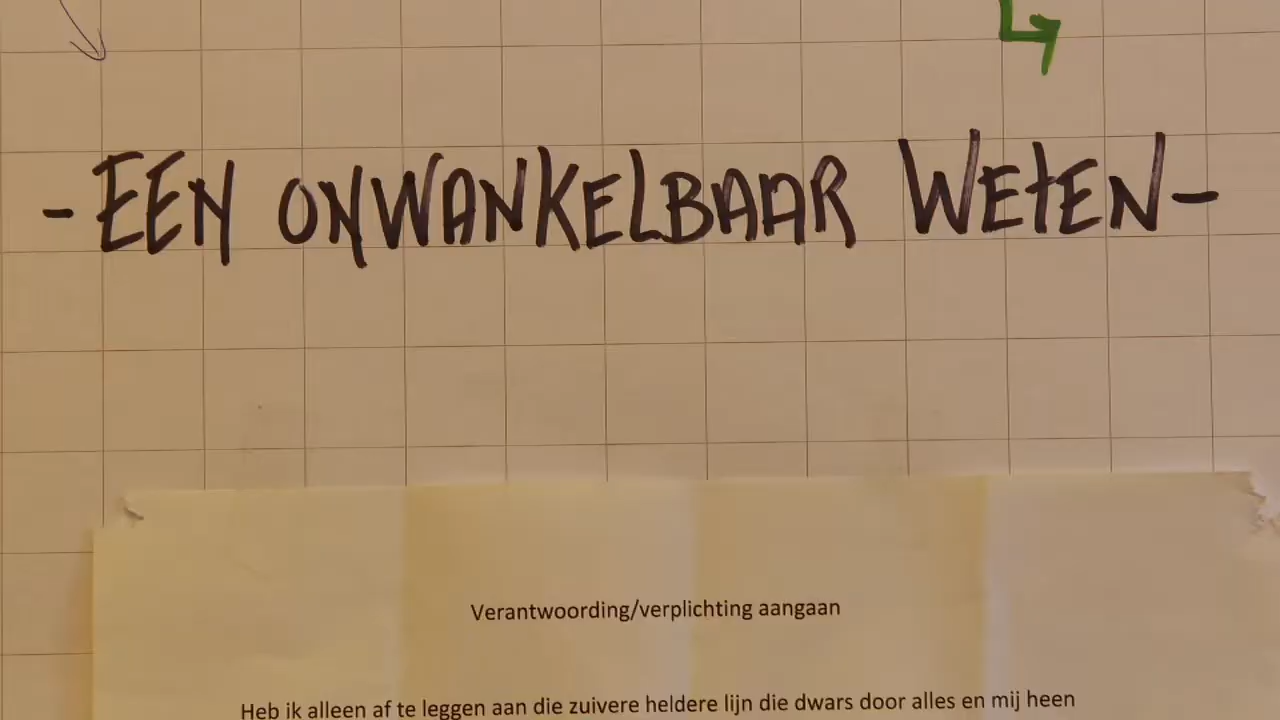 - EEN ONWANKELBAAR WETEN -
Verantwoording/verplichting aangaan
Heb ik alleen af te leggen aan die zuivere heldere lijn die dwars door alles en mij heen